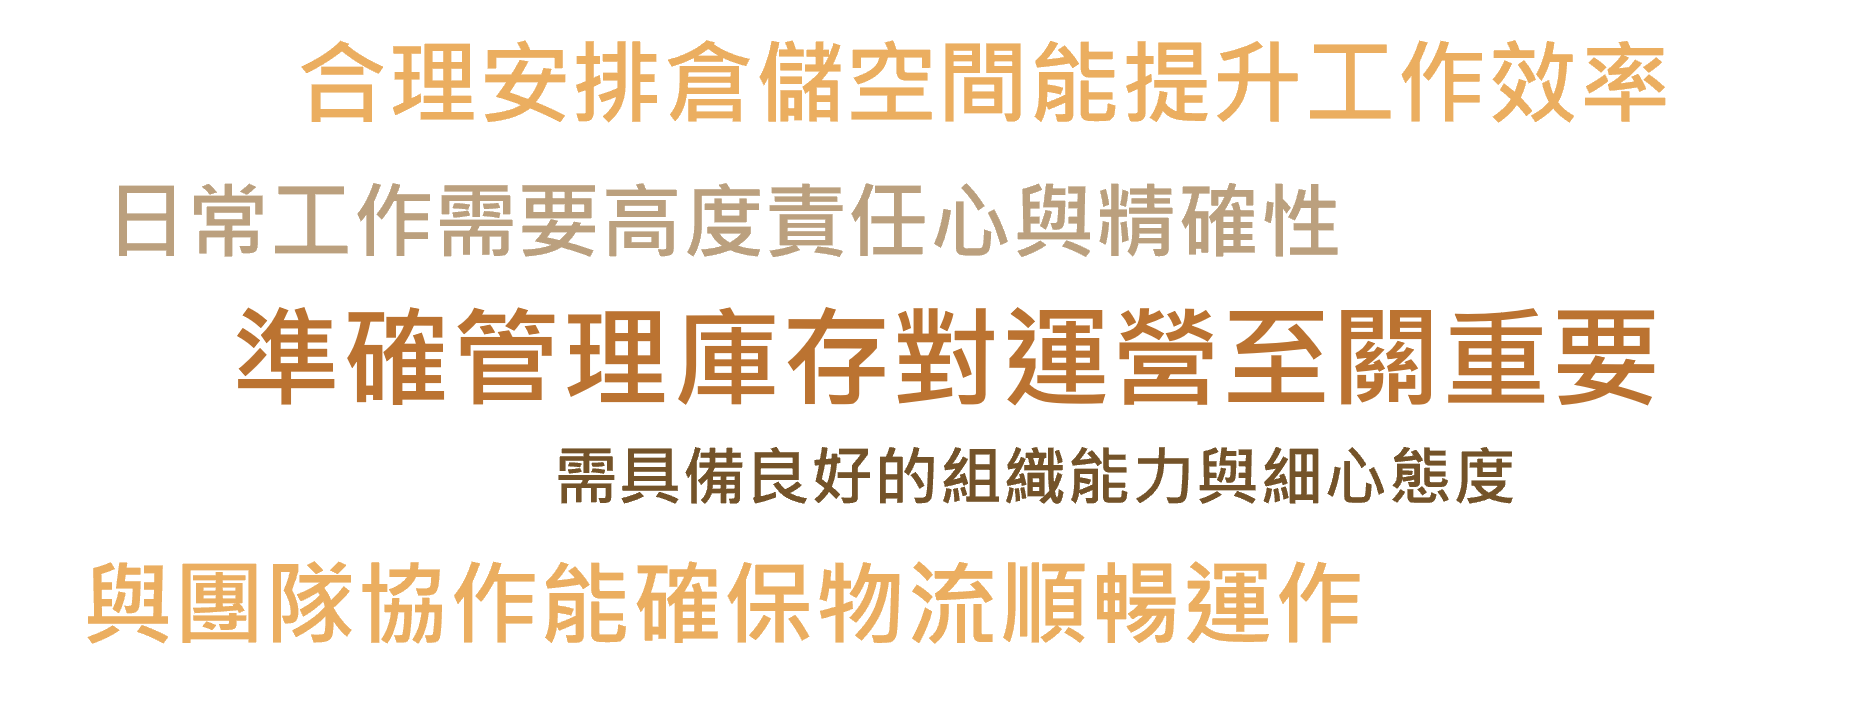 合理安排倉儲空間能提升工作效率
日常工作需要高度責任心與精確性
準確管理庫存對運營至關重要
需具備良好的組織能力與細心態度
與團隊協作能確保物流順暢運作